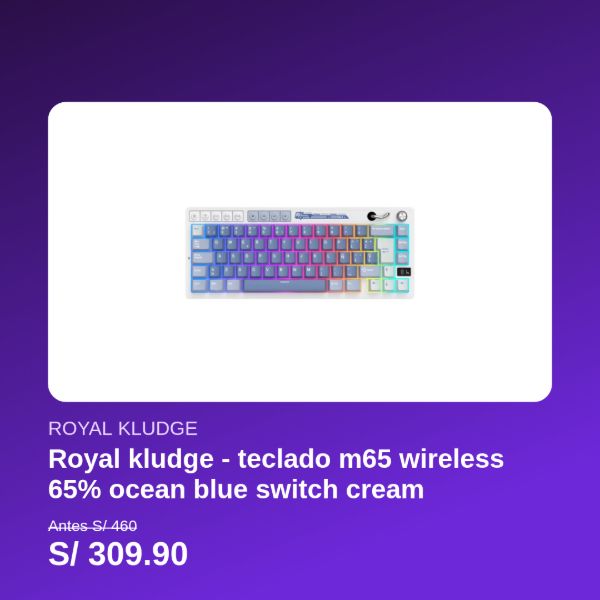 ROYAL KLUDGE
Royal kludge - teclado m65 wireless
65% ocean blue switch cream
Antes S/ 460
S/ 309.90